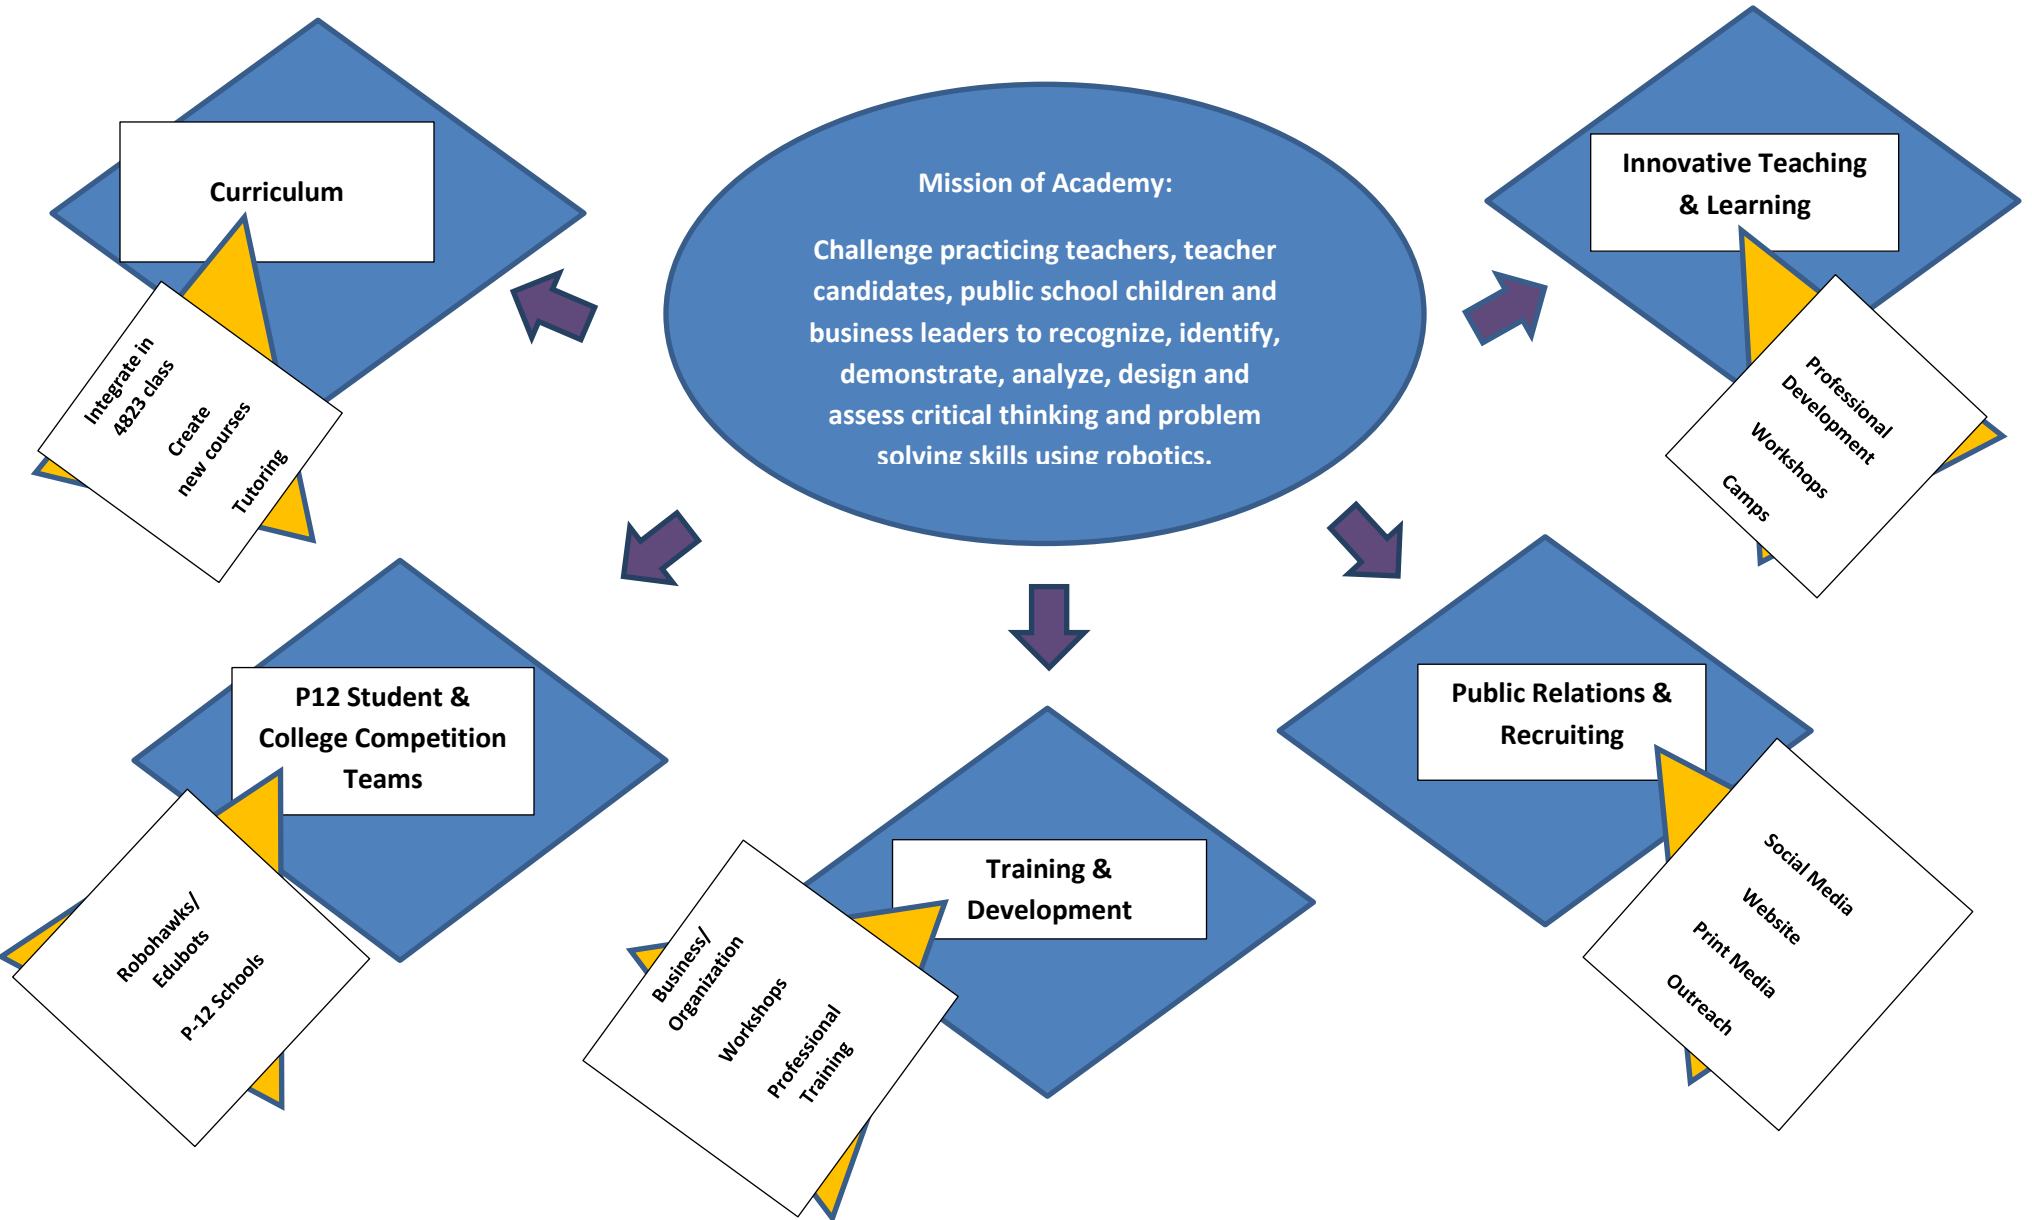 Mission of Academy:
Challenge practicing teachers, teacher
candidates, public school children and
business leaders to recognize, identify,
demonstrate, analyze, design and
assess critical thinking and problem
solving skills using robotics.
Curriculum
Integrate in
4823 class
Create
new courses
Tutoring
Innovative Teaching
& Learning
Professional
Development
Workshops
Camps
P12 Student &
College Competition
Teams
Robohawks/
Edubots
P-12 Schools
Training &
Development
Business/
Organization
Workshops
Professional
Training
Public Relations &
Recruiting
Social Media
Website
Print Media
Outreach